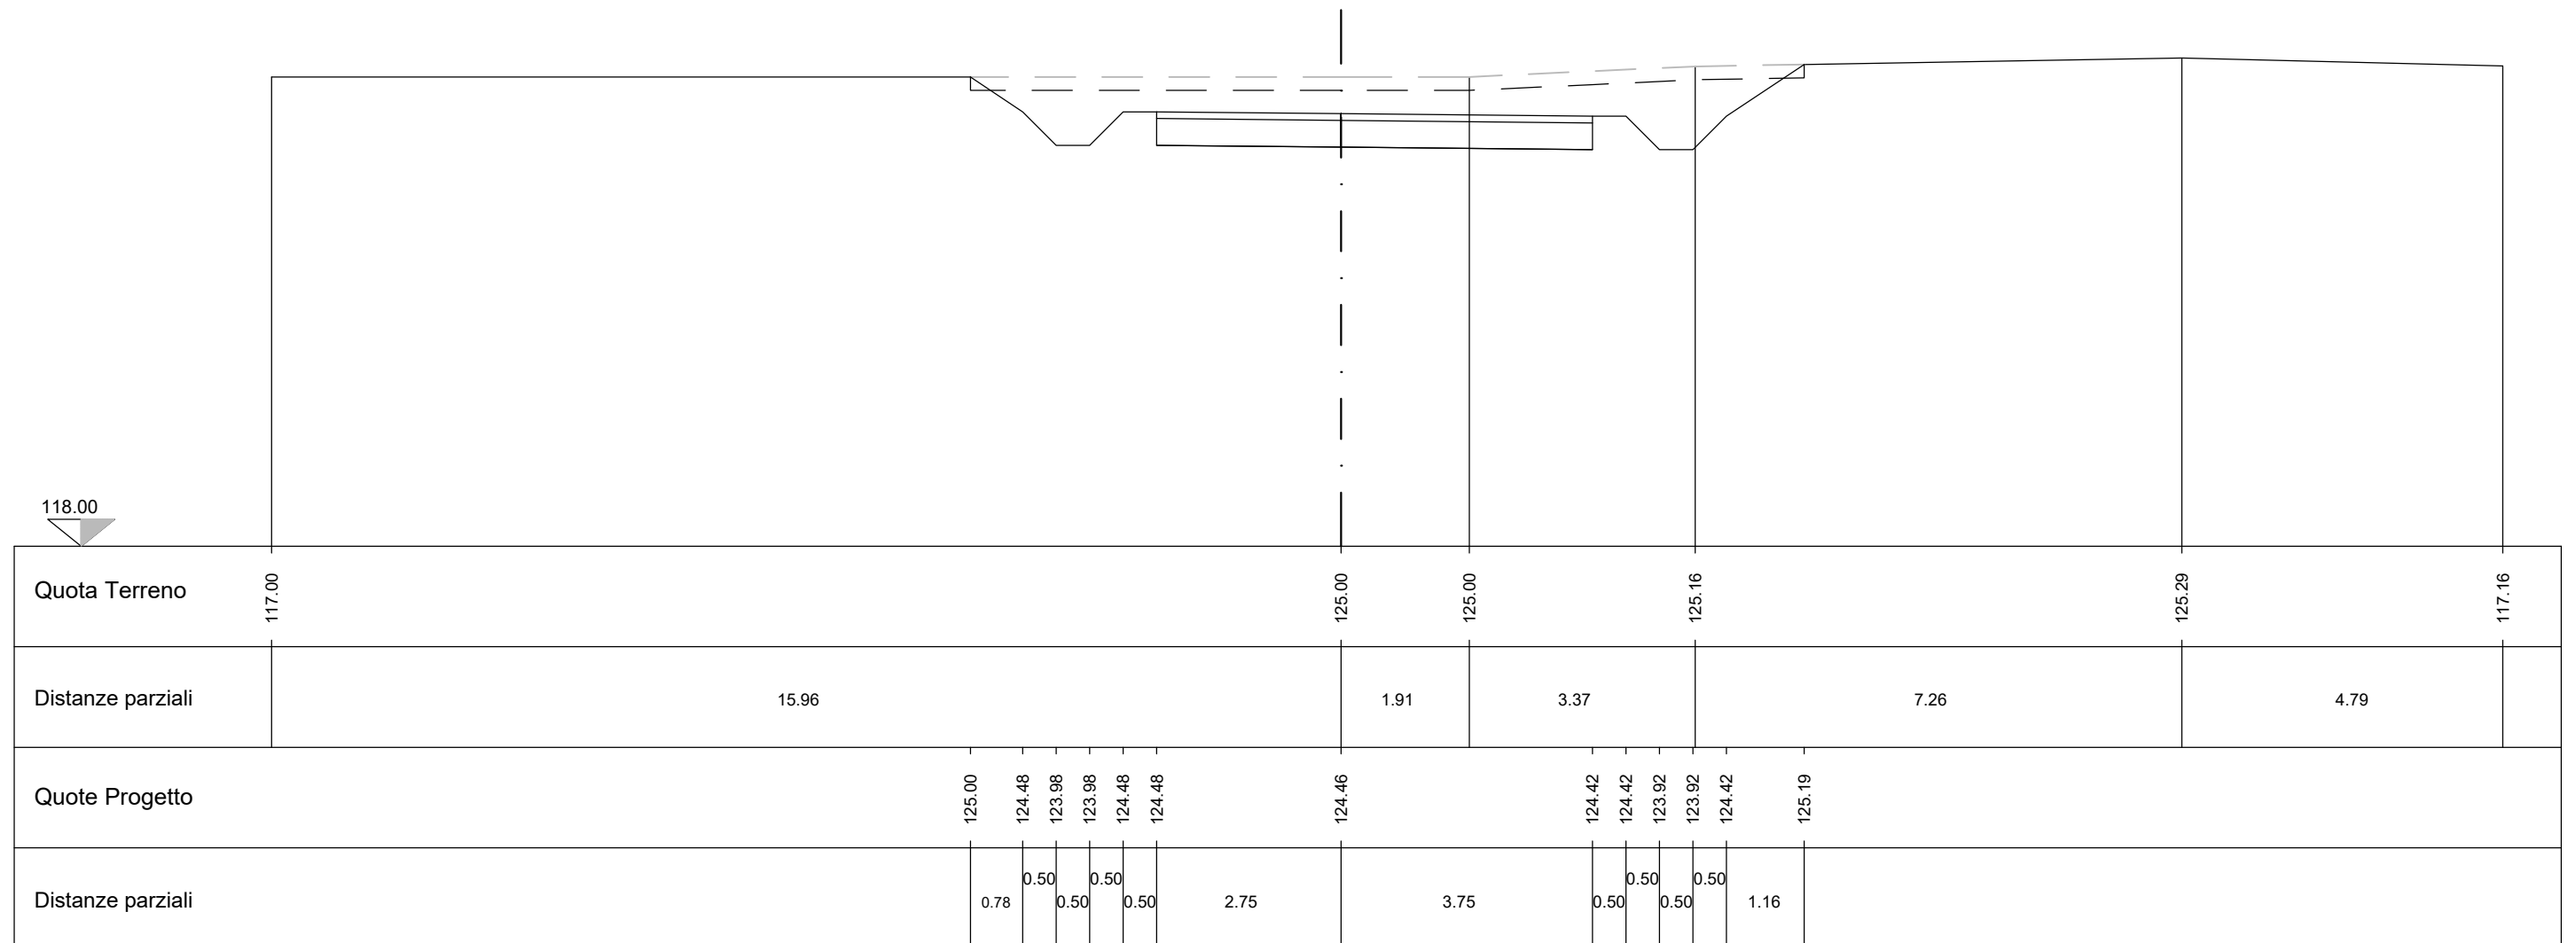 118.00
Quota Terreno
117.00 125.00 125.00 125.16 125.29 117.16
Distanze parziali
15.96 1.91 3.37 7.26 4.79
Quote Progetto
125.00 124.48 123.98 123.98 124.48 124.48 124.46 124.42 124.42 123.92 123.92 124.42 125.19
Distanze parziali
0.78 0.50 0.50 0.50 0.50 2.75 3.75 0.50 0.50 0.50 0.50 1.16